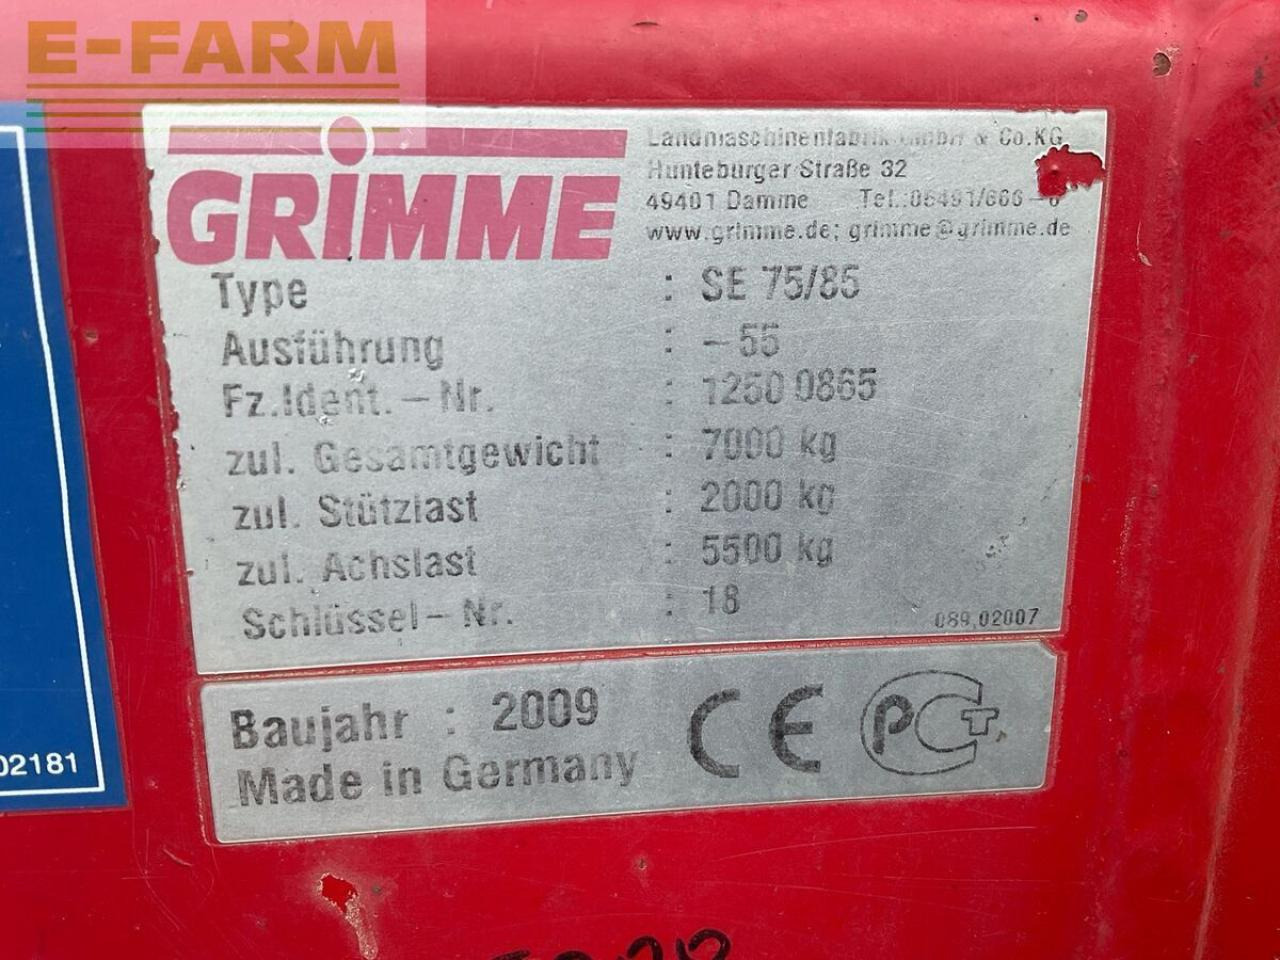 E-FARM
GRIMME
Landmaschinenfabrik GmbH & Co.KG
Hunteburger Straße 32
49401 Damme Tel.:05491/666-
www.grimme.de; grimme@grimme.de
Type : SE 75/85
Ausführung : -55
Fz.Ident.-Nr. : 1250 0865
zul. Gesamtgewicht : 7000 kg
zul. Stützlast : 2000 kg
zul. Achslast : 5500 kg
Schlüssel-Nr. : 18
089.02007
Baujahr : 2009
Made in Germany
CE PCT
02181